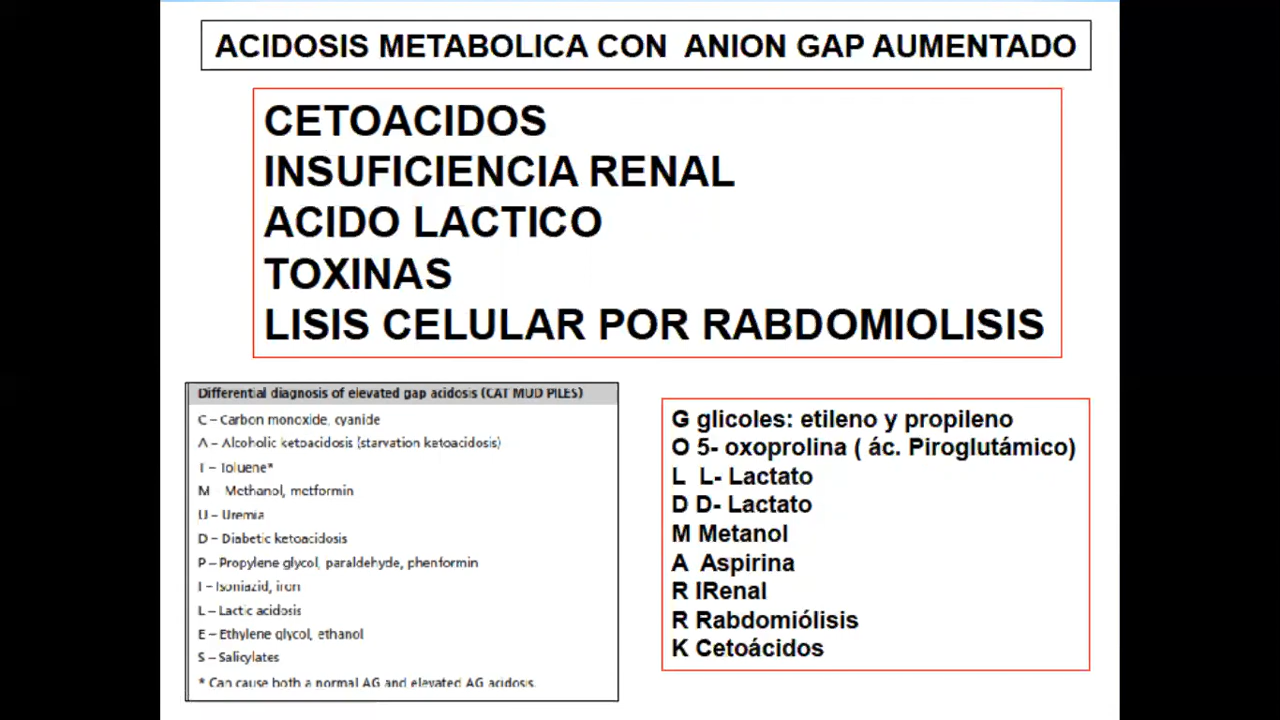 ACIDOSIS METABOLICA CON ANION GAP AUMENTADO
CETOACIDOS
INSUFICIENCIA RENAL
ACIDO LACTICO
TOXINAS
LISIS CELULAR POR RABDOMIOLISIS
Differential diagnosis of elevated gap acidosis (CAT MUD PILES)
C – Carbon monoxide, cyanide
A – Alcoholic ketoacidosis (starvation ketoacidosis)
T – Toluene*
M – Methanol, metformin
U – Uremia
D – Diabetic ketoacidosis
P – Propylene glycol, paraldehyde, phenformin
I – Isoniazid, iron
L – Lactic acidosis
E – Ethylene glycol, ethanol
S – Salicylates
* Can cause both a normal AG and elevated AG acidosis.
G glicoles: etileno y propileno
O 5- oxoprolina ( ác. Piroglutámico)
L L- Lactato
D D- Lactato
M Metanol
A Aspirina
R IRenal
R Rabdomiólisis
K Cetoácidos